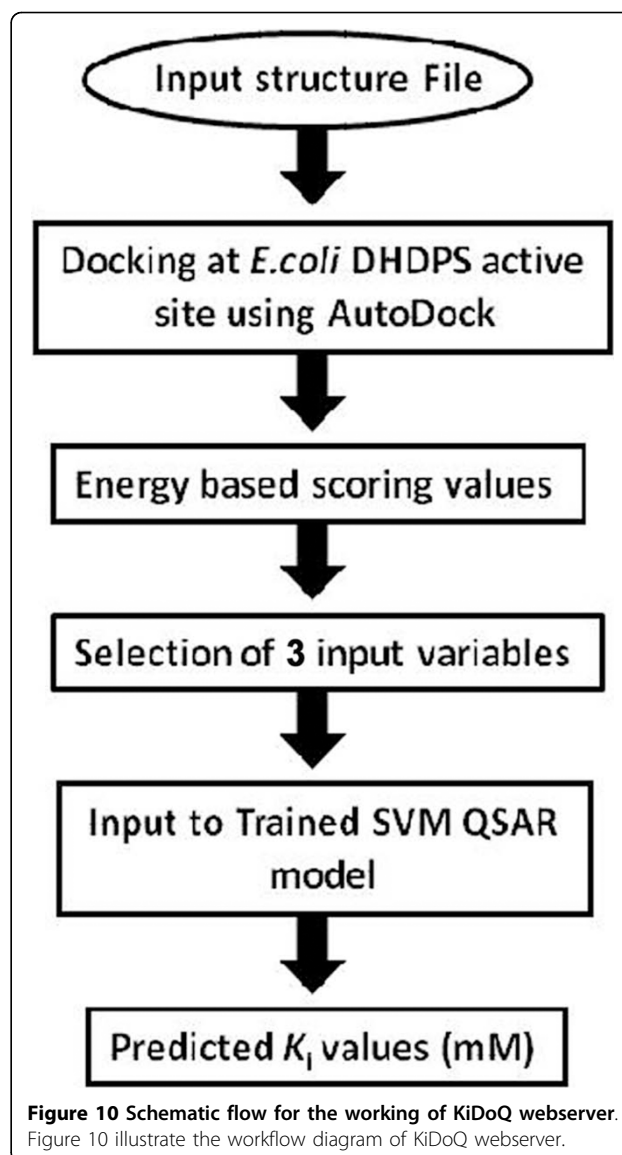 Input structure File
Docking at E.coli DHDPS active
site using AutoDock
Energy based scoring values
Selection of 3 input variables
Input to Trained SVM QSAR
model
Predicted Ki values (mM)
Figure 10 Schematic flow for the working of KiDoQ webserver.
Figure 10 illustrate the workflow diagram of KiDoQ webserver.